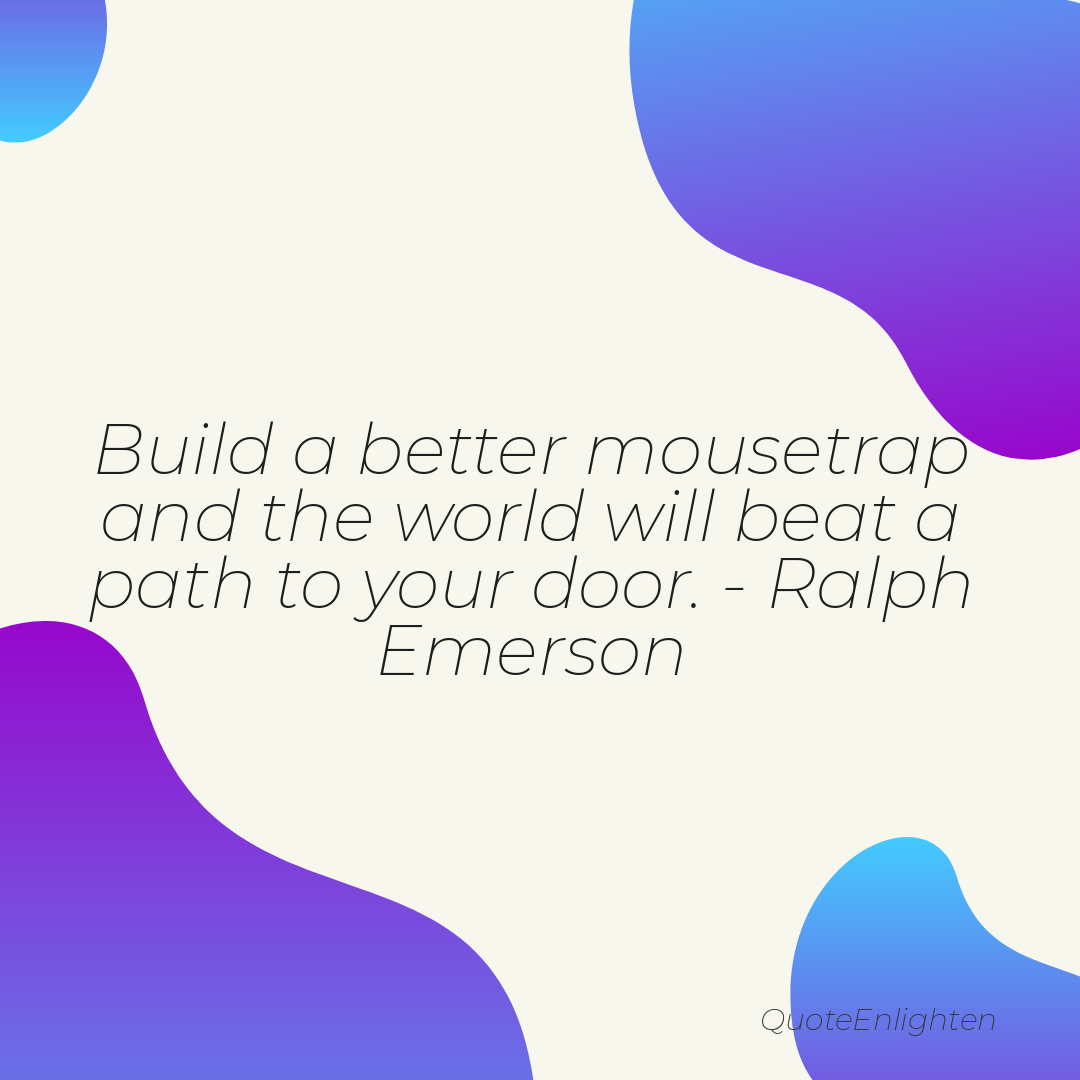 Build a better mousetrap
and the world will beat a
path to your door. - Ralph
Emerson
QuoteEnlighten